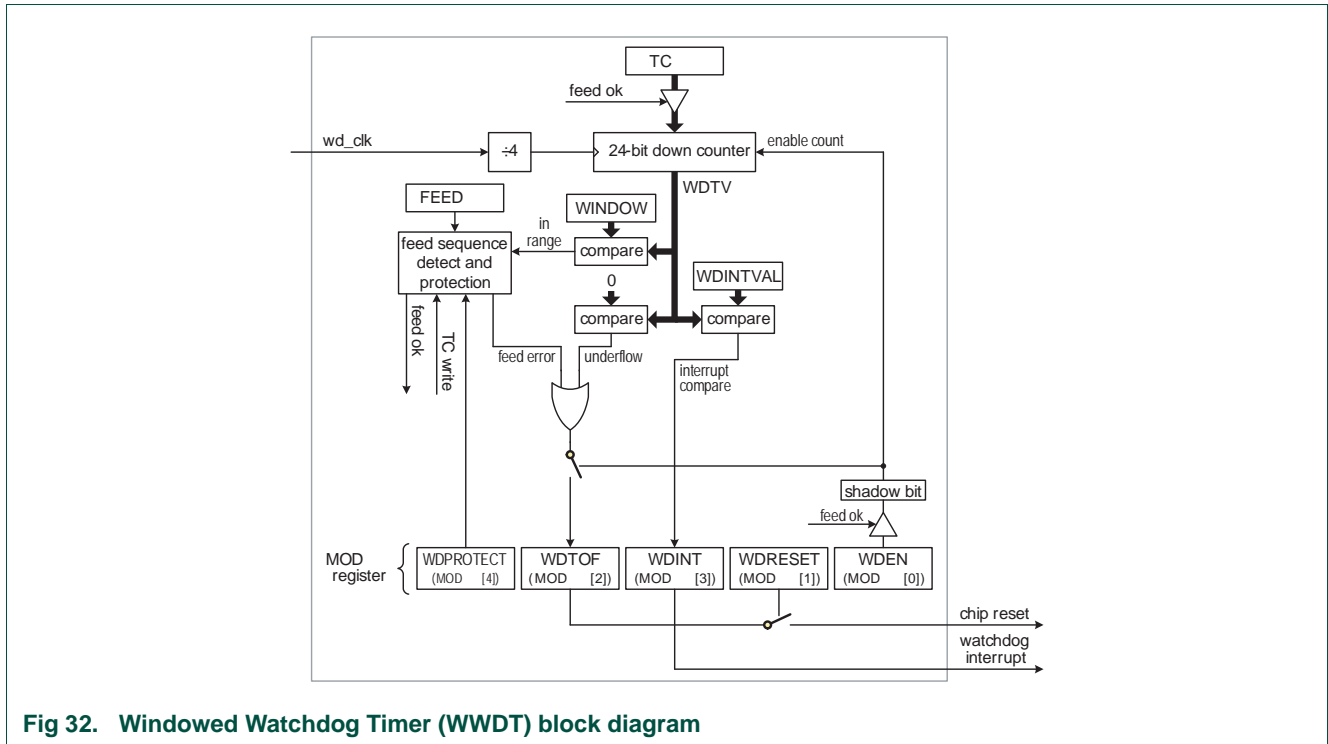 TC
feed ok
wd_clk
÷4
24-bit down counter
enable count
WDTV
FEED
WINDOW
in
range
compare
feed sequence
detect and
protection
WDINTVAL
0
compare
compare
feed ok
TC write
feed error
underflow
interrupt
compare
shadow bit
feed ok
MOD
register
WDPROTECT
(MOD [4])
WDTOF
(MOD [2])
WDINT
(MOD [3])
WDRESET
(MOD [1])
WDEN
(MOD [0])
chip reset
watchdog
interrupt
Fig 32. Windowed Watchdog Timer (WWDT) block diagram